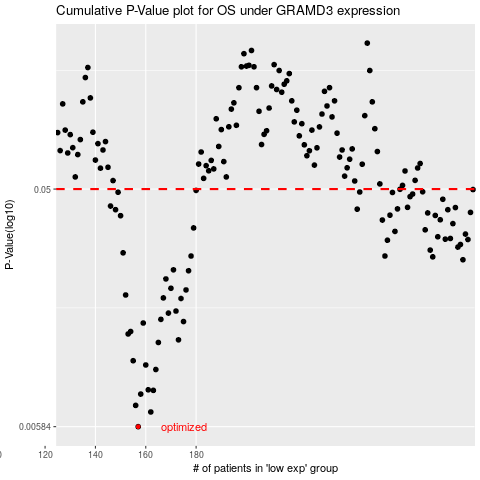 Cumulative P-Value plot for OS under GRAMD3 expression
P-Value(log10)
0.05
0.00584
optimized
0 120 140 160 180
# of patients in 'low exp' group